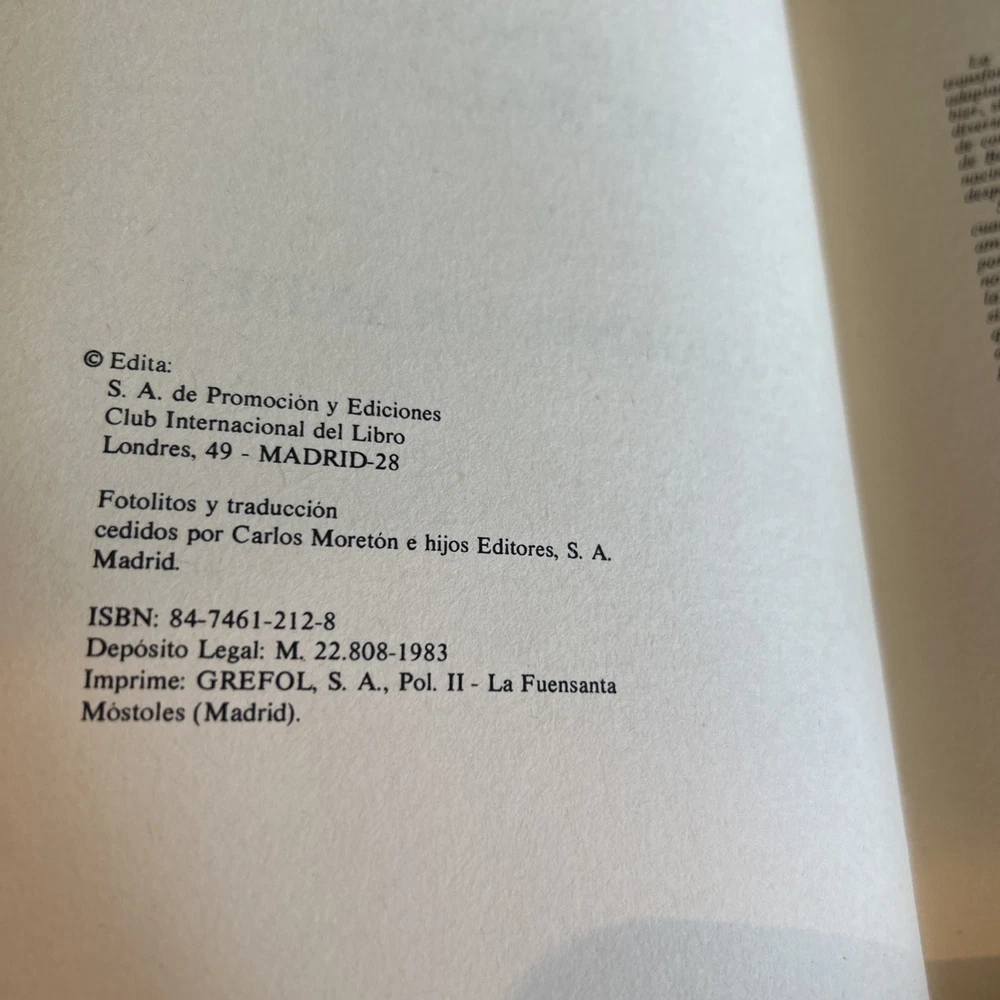 © Edita:
S. A. de Promoción y Ediciones
Club Internacional del Libro
Londres, 49 - MADRID-28
Fotolitos y traducción
cedidos por Carlos Moretón e hijos Editores, S. A.
Madrid.
ISBN: 84-7461-212-8
Depósito Legal: M. 22.808-1983
Imprime: GREFOL, S. A., Pol. II - La Fuensanta
Móstoles (Madrid).
La